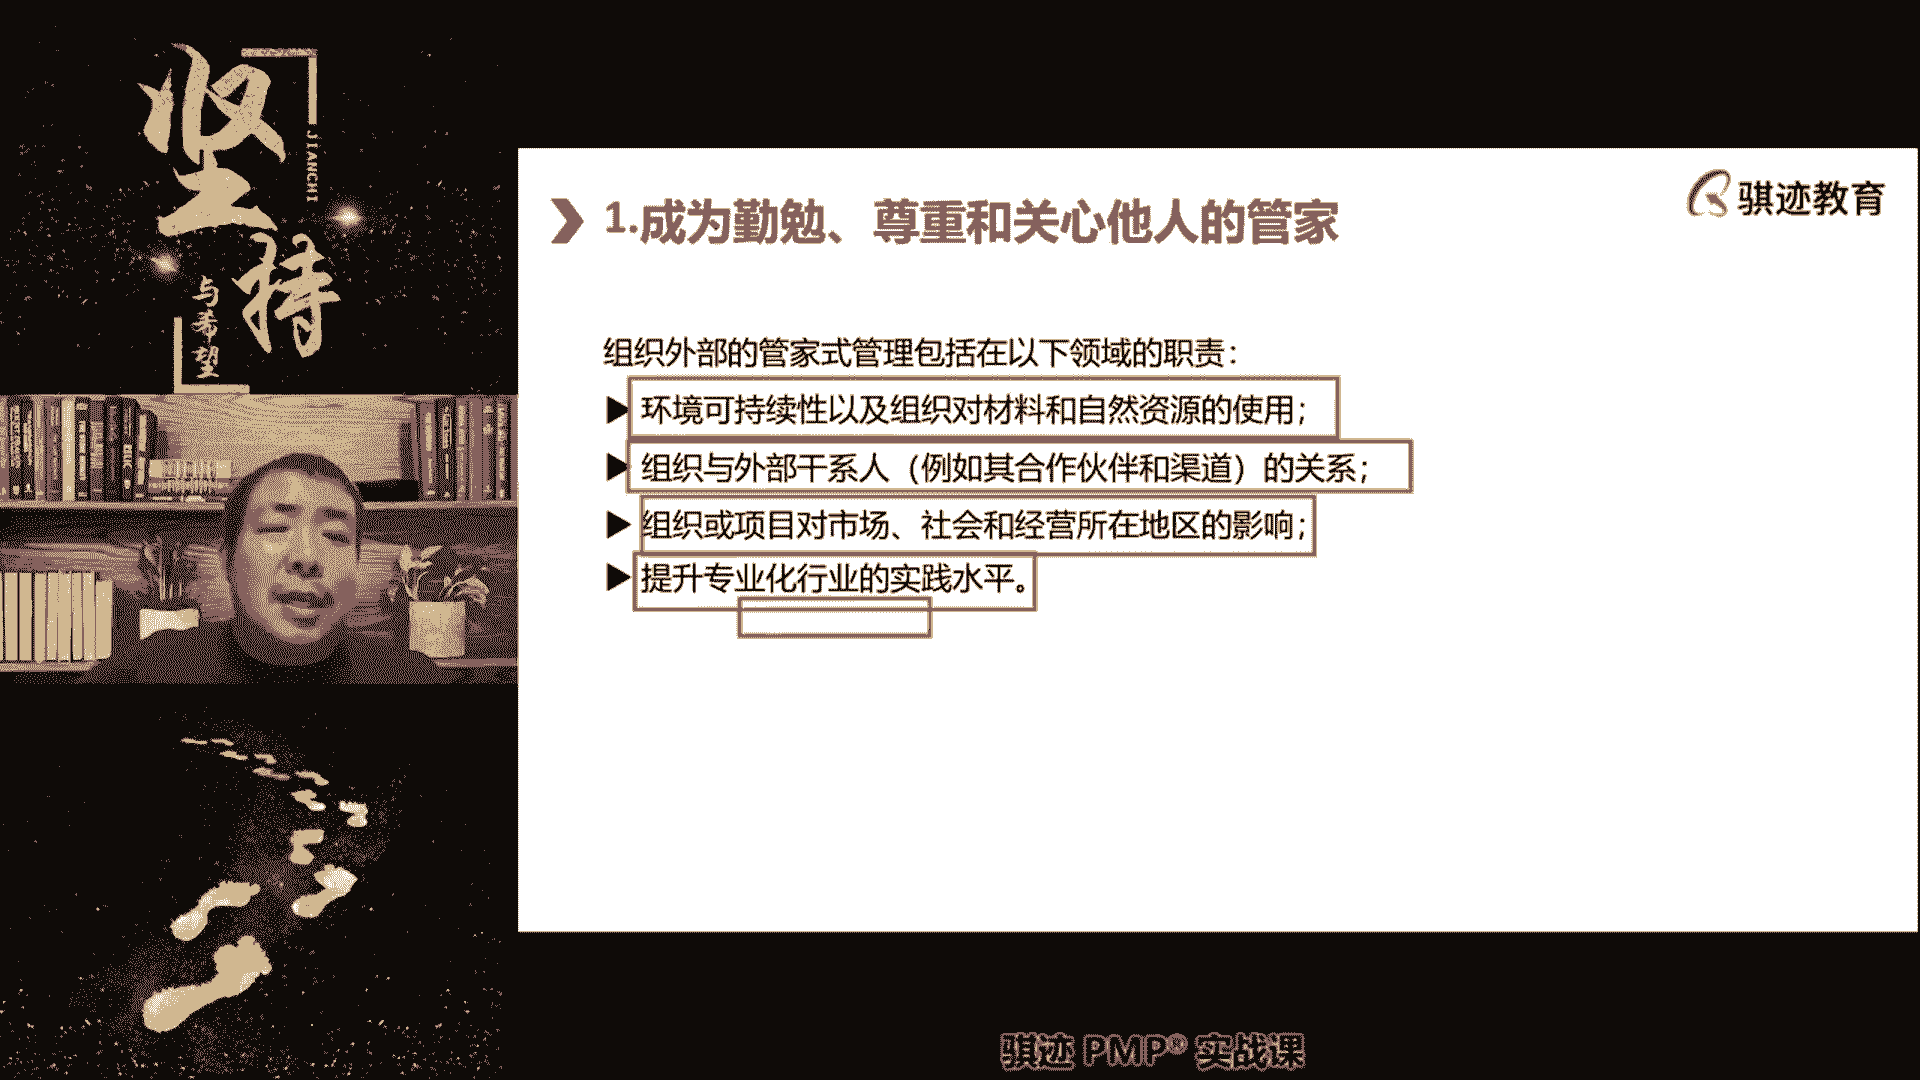 坚持
JIANCHI
与希望
骐迹教育
1.成为勤勉、尊重和关心他人的管家
组织外部的管家式管理包括在以下领域的职责：
▶环境可持续性以及组织对材料和自然资源的使用；
▶组织与外部干系人（例如其合作伙伴和渠道）的关系；
▶组织或项目对市场、社会和经营所在地区的影响；
▶提升专业化行业的实践水平。
骐迹 PMP® 实战课